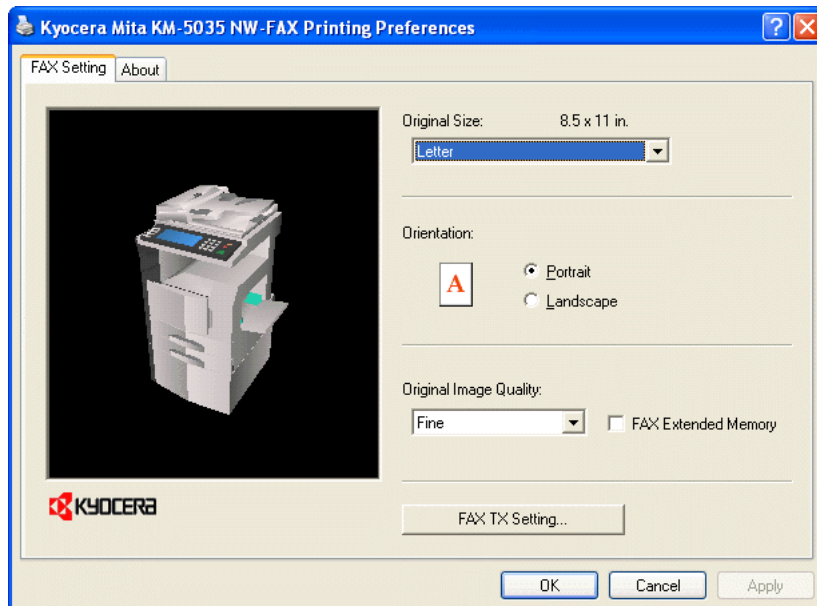 Kyocera Mita KM-5035 NW-FAX Printing Preferences
FAX Setting
About
Original Size:
8.5 x 11 in.
Letter
Orientation:
A
Portrait
Landscape
Original Image Quality:
Fine
FAX Extended Memory
KYOCERA
FAX TX Setting...
OK
Cancel
Apply